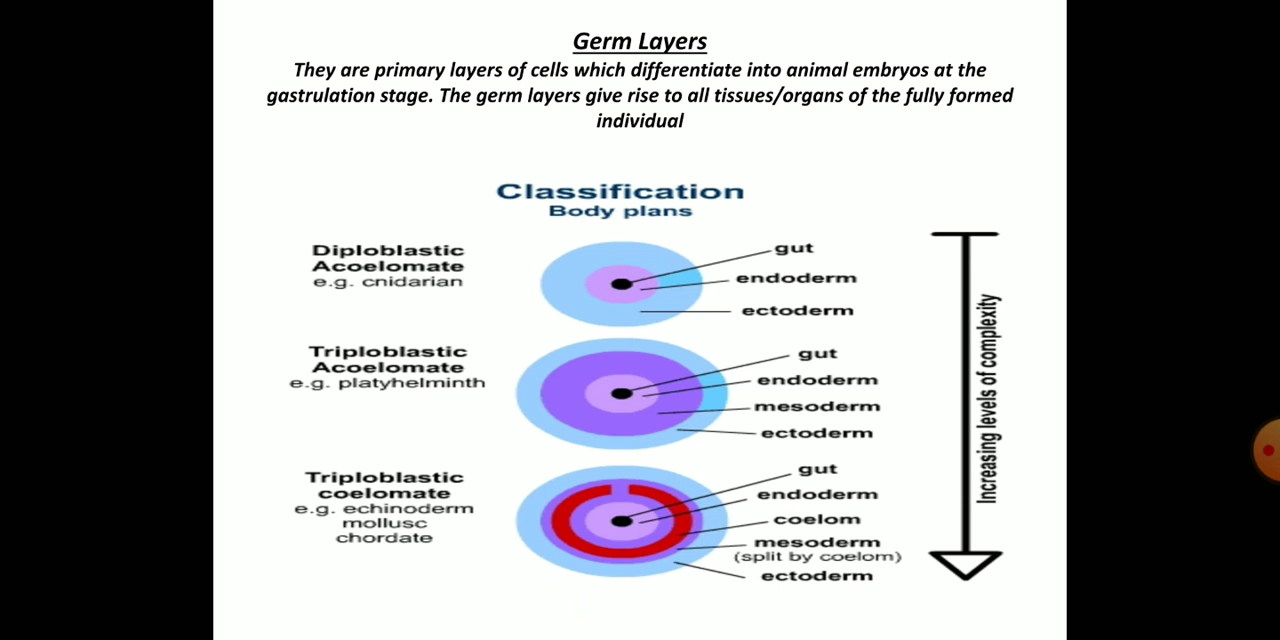 Germ Layers
They are primary layers of cells which differentiate into animal embryos at the
gastrulation stage. The germ layers give rise to all tissues/organs of the fully formed
individual
Classification
Body plans
Diploblastic
Acoelomate
e.g. cnidarian
gut
endoderm
ectoderm
Triploblastic
Acoelomate
e.g. platyhelminth
gut
endoderm
mesoderm
ectoderm
Triploblastic
coelomate
e.g. echinoderm
mollusc
chordate
gut
endoderm
coelom
mesoderm
(split by coelom)
ectoderm
Increasing levels of complexity